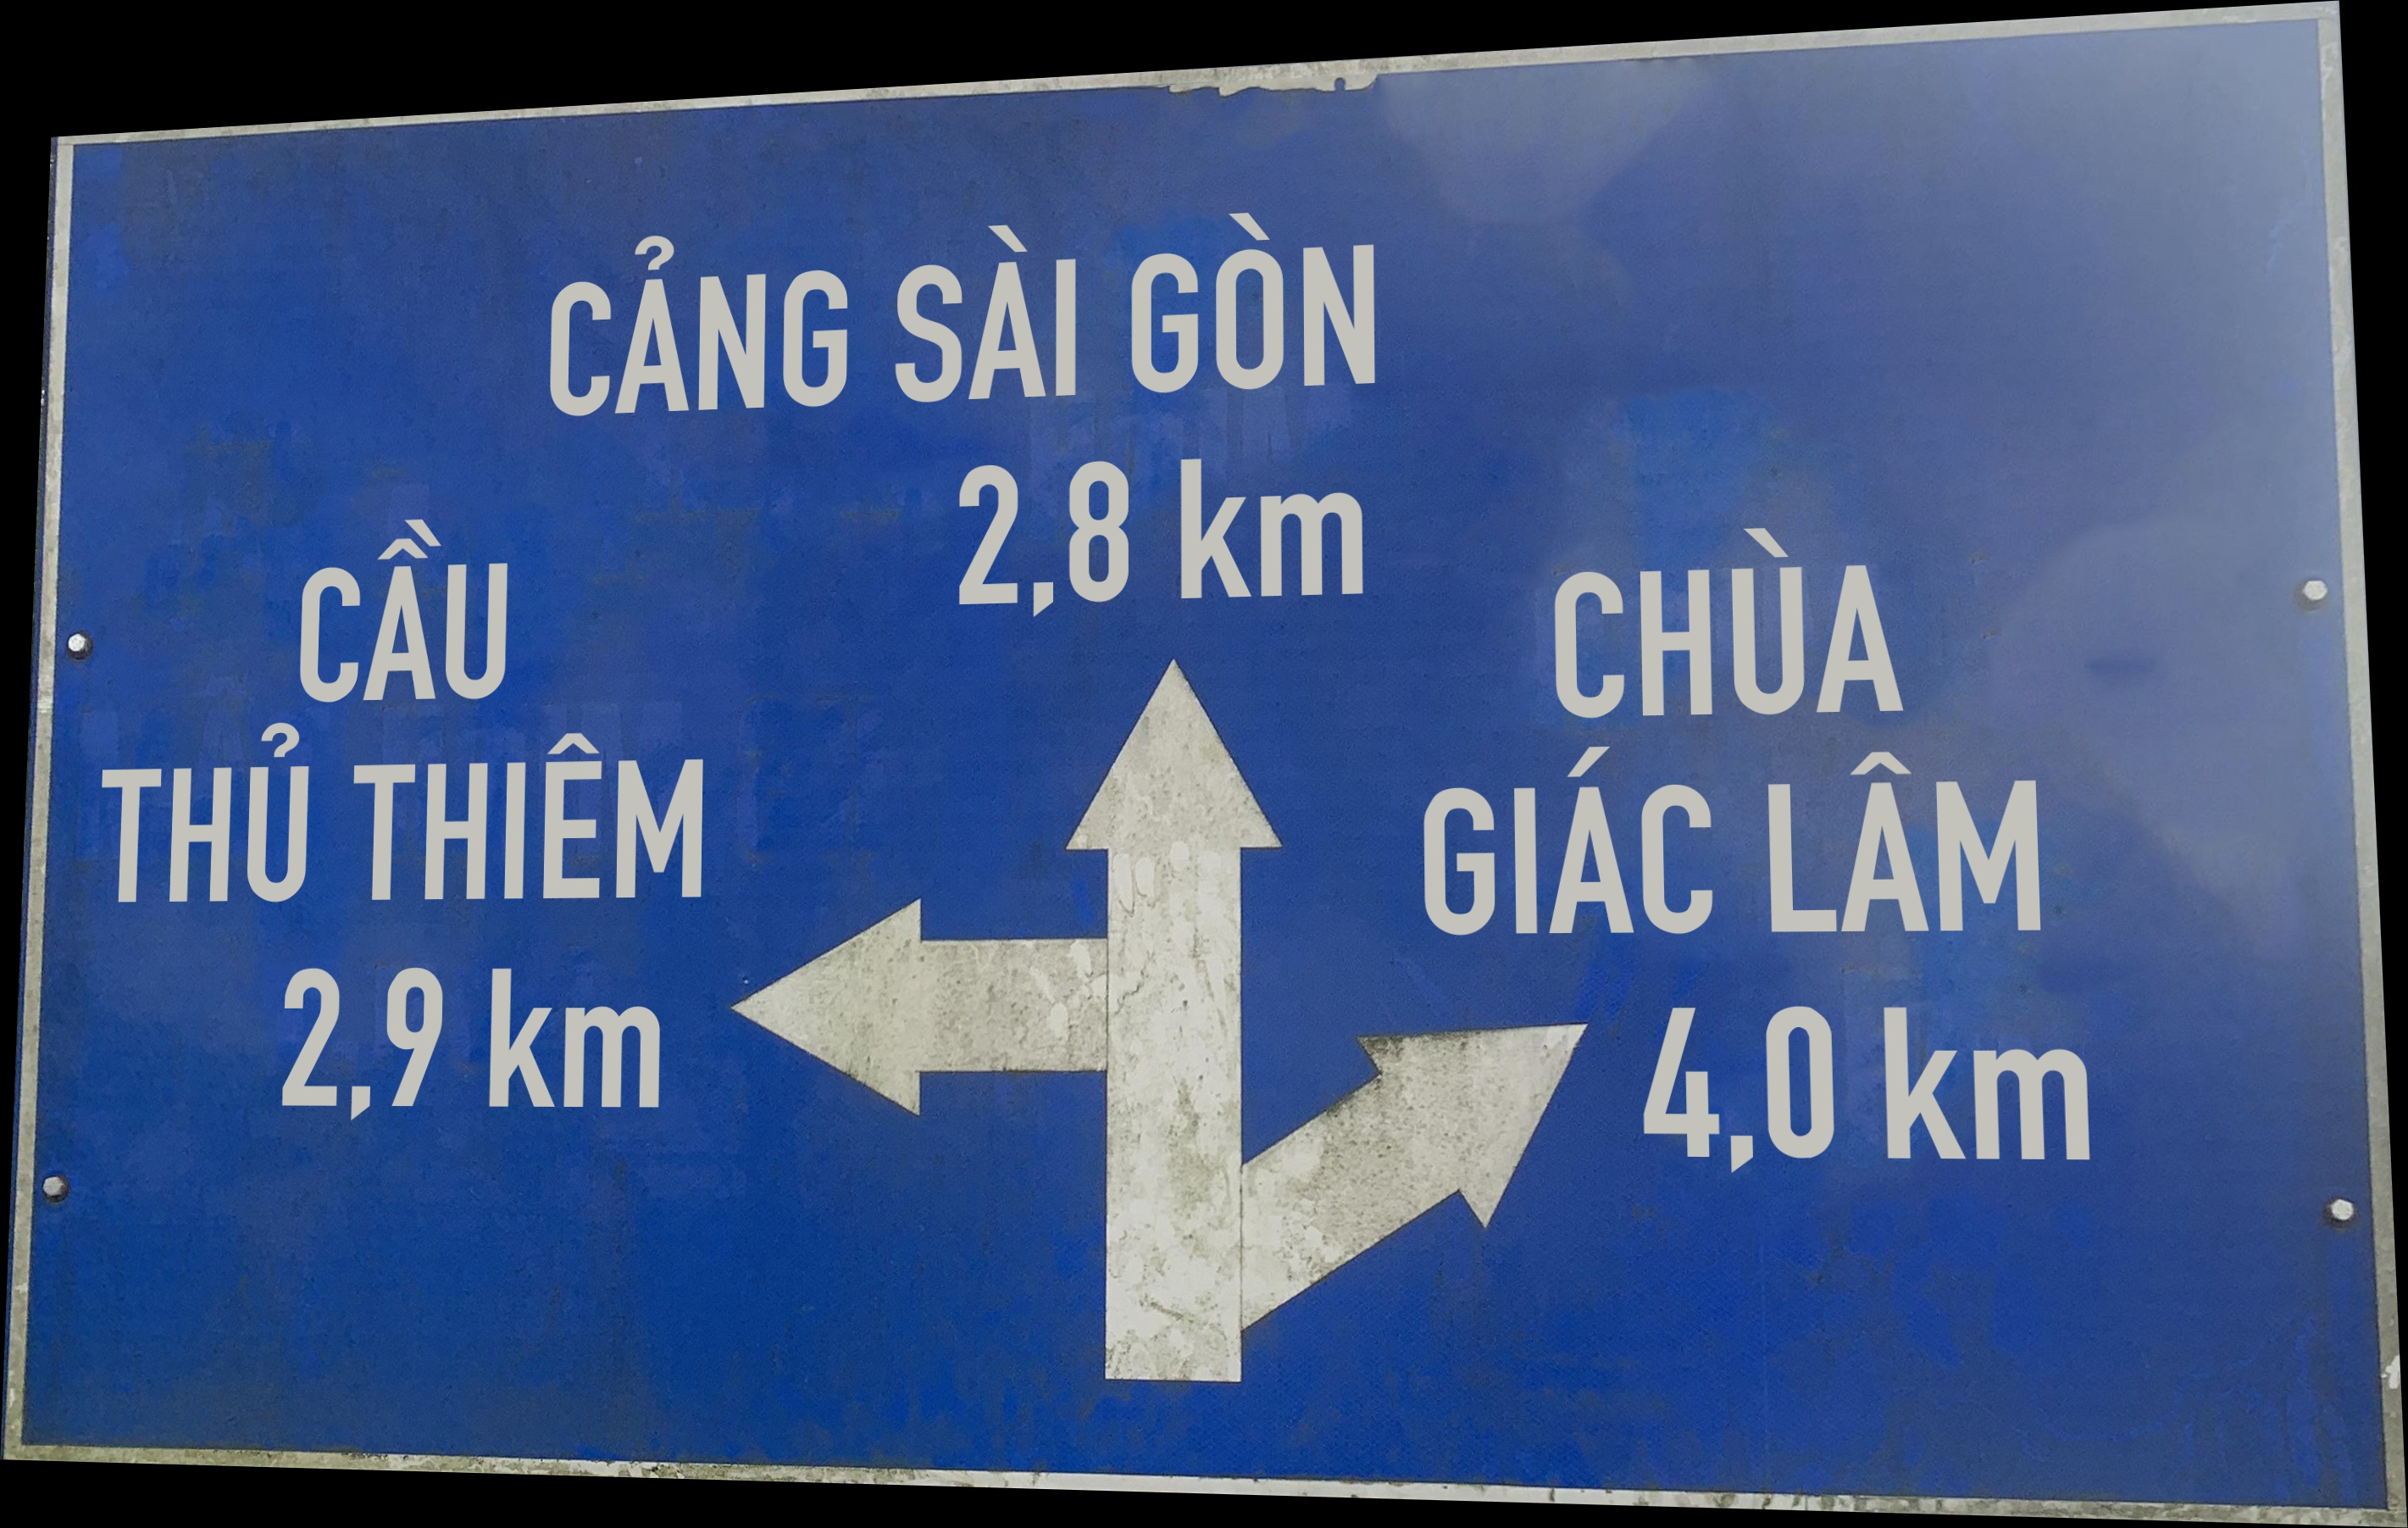 CẢNG SÀI GÒN
2,8 km
CẦU
THỦ THIÊM
2,9 km
CHÙA
GIÁC LÂM
4,0 km